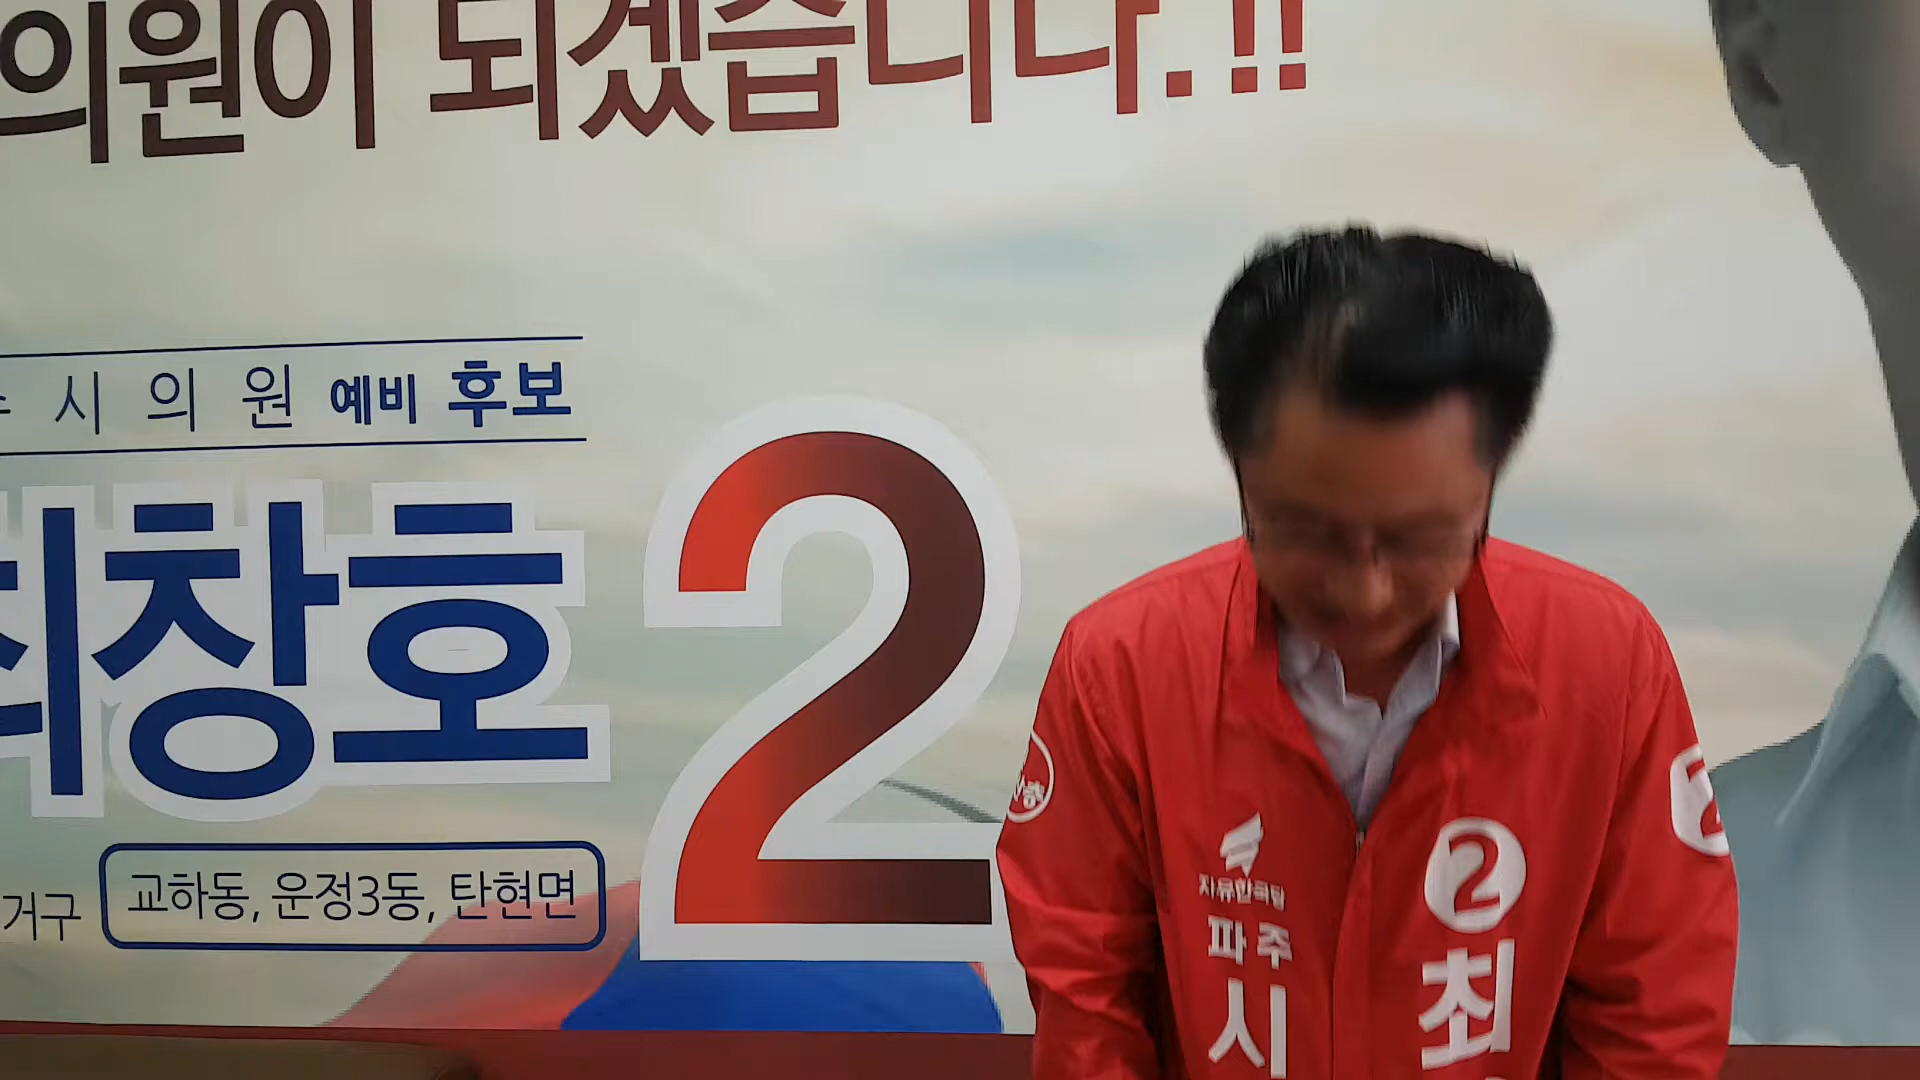 의원이 되겠습니다.!!
시의원 예비 후보
최창호 2
거구 교하동, 운정3동, 탄현면
자유한국당
파주
시
2
최